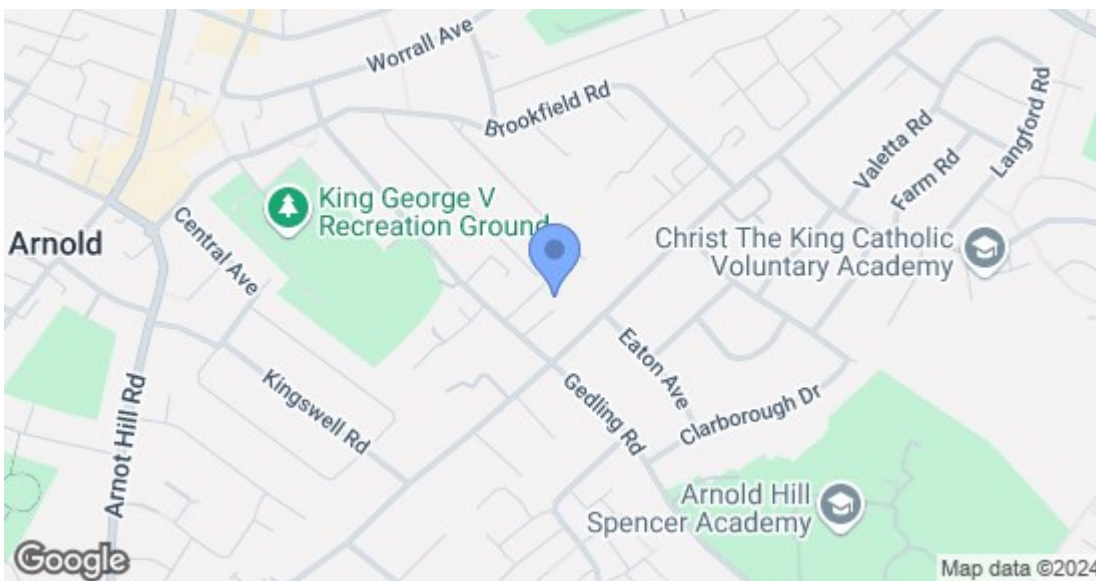 Worrall Ave
Brookfield Rd
Langford Rd
Valetta Rd
Farm Rd
King George V
Recreation Ground
Christ The King Catholic
Voluntary Academy
Arnold
Central Ave
Eaton Ave
Kingswell Rd
Gedling Rd
Clarborough Dr
Arnot Hill Rd
Arnold Hill
Spencer Academy
Google
Map data ©2024